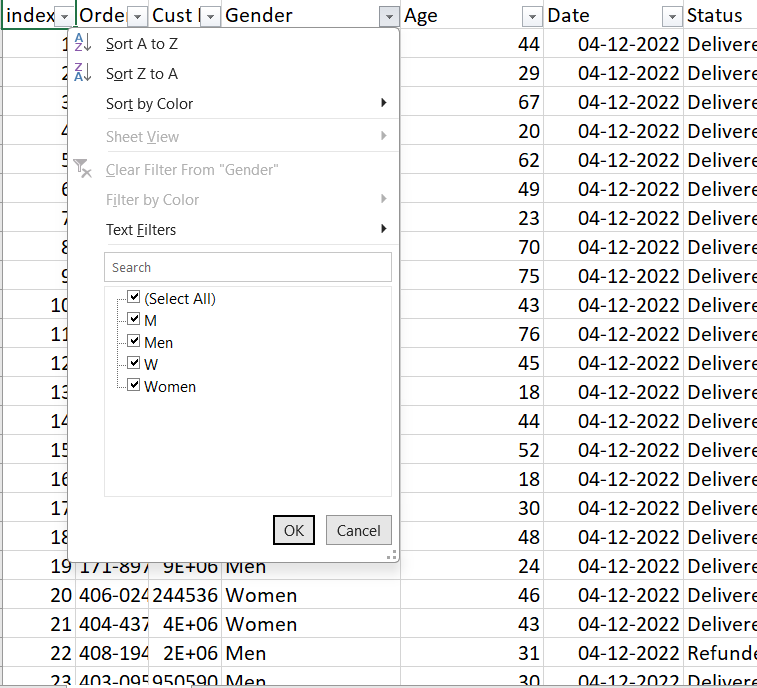 index Order Cust Gender Age Date Status
Sort A to Z
Sort Z to A
Sort by Color
Sheet View
Clear Filter From "Gender"
Filter by Color
Text Filters
Search
(Select All)
M
Men
W
Women
OK Cancel
1 44 04-12-2022 Delivere
2 29 04-12-2022 Delivere
3 67 04-12-2022 Delivere
4 20 04-12-2022 Delivere
5 62 04-12-2022 Delivere
6 49 04-12-2022 Delivere
7 23 04-12-2022 Delivere
8 70 04-12-2022 Delivere
9 75 04-12-2022 Delivere
10 43 04-12-2022 Delivere
11 76 04-12-2022 Delivere
12 45 04-12-2022 Delivere
13 18 04-12-2022 Delivere
14 44 04-12-2022 Delivere
15 52 04-12-2022 Delivere
16 18 04-12-2022 Delivere
17 30 04-12-2022 Delivere
18 48 04-12-2022 Delivere
19 171-897 9E+06 Men 24 04-12-2022 Delivere
20 406-024 244536 Women 46 04-12-2022 Delivere
21 404-437 4E+06 Women 43 04-12-2022 Delivere
22 408-194 2E+06 Men 31 04-12-2022 Refunde
23 403-095 950590 Men 30 04-12-2022 Delivere